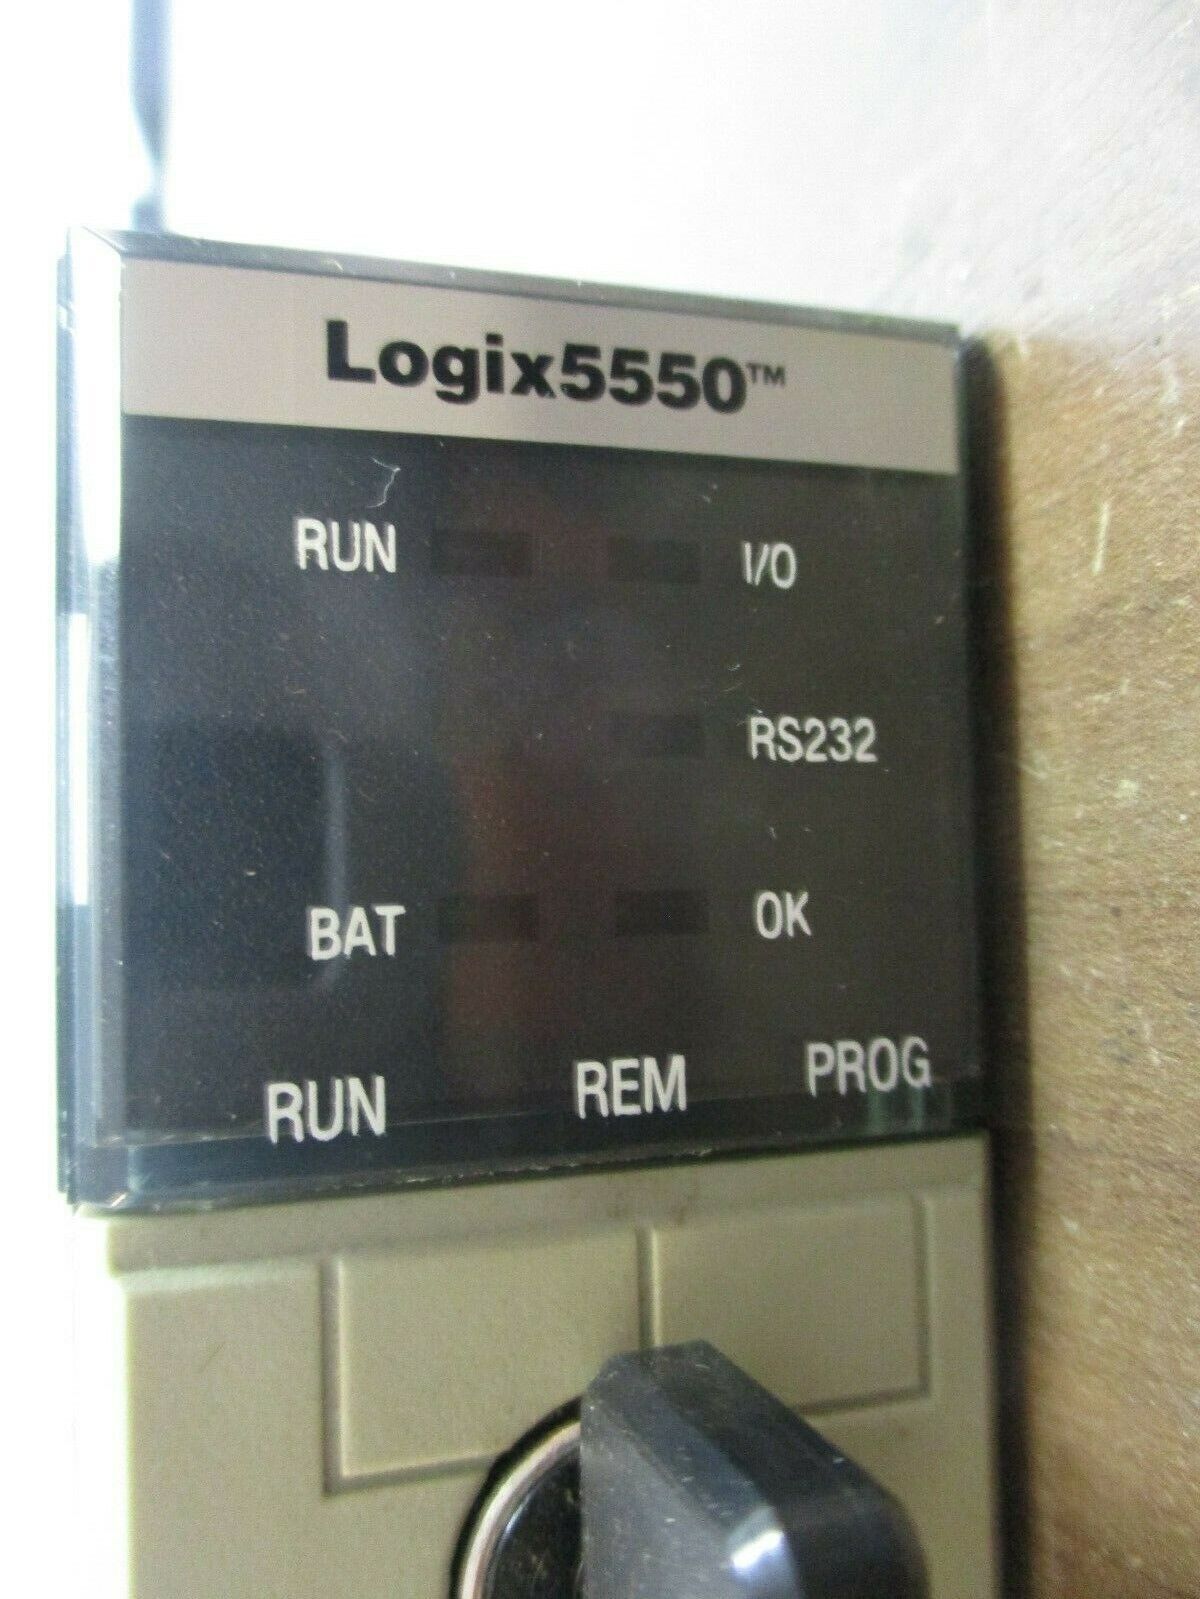 Logix5550™
RUN I/O
RS232
BAT OK
RUN REM PROG